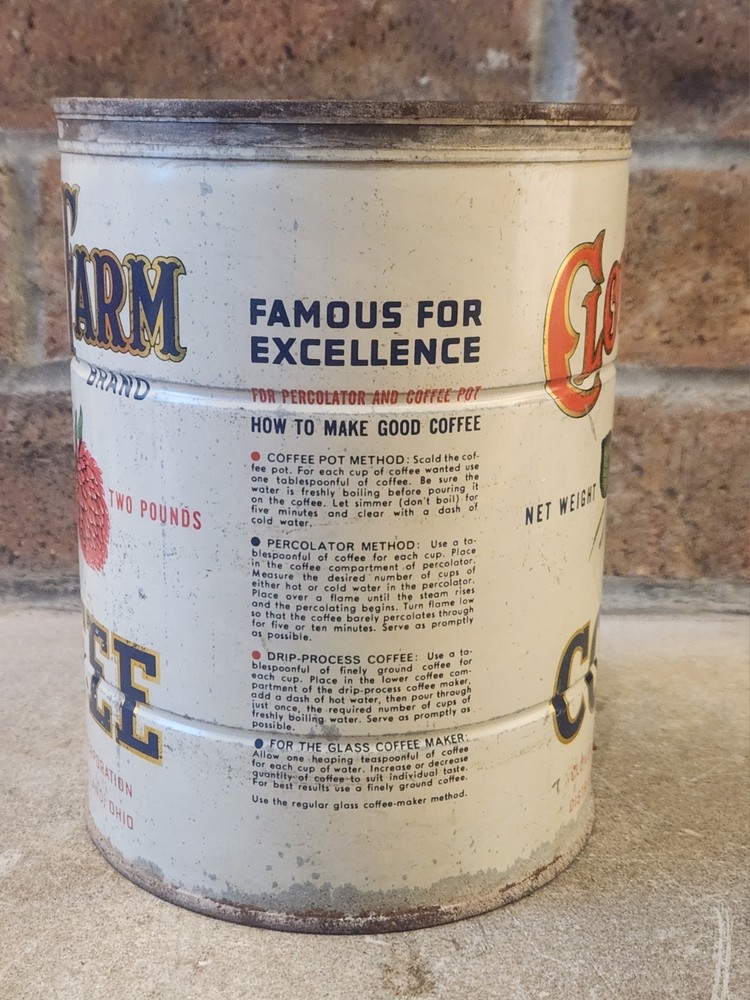 FARM
BRAND
TWO POUNDS
EE
ORATION
OHIO
FAMOUS FOR
EXCELLENCE
FOR PERCOLATOR AND COFFEE POT
HOW TO MAKE GOOD COFFEE
● COFFEE POT METHOD: Scald the cof-
fee pot. For each cup of coffee wanted use
one tablespoonful of coffee. Be sure the
water is freshly boiling before pouring it
on the coffee. Let simmer (don't boil) for
five minutes and clear with a dash of
cold water.
● PERCOLATOR METHOD: Use a ta-
blespoonful of coffee for each cup. Place
in the coffee compartment of percolator.
Measure the desired number of cups of
either hot or cold water in the percolator.
Place over a flame until the steam rises
and the percolating begins. Turn flame low
so that the coffee barely percolates through
for five or ten minutes. Serve as promptly
as possible.
● DRIP-PROCESS COFFEE: Use a ta-
blespoonful of finely ground coffee for
each cup. Place in the lower coffee com-
partment of the drip-process coffee maker,
add a dash of hot water, then pour through
just once, the required number of cups of
freshly boiling water. Serve as promptly as
possible.
● FOR THE GLASS COFFEE MAKER:
Allow one heaping teaspoonful of coffee
for each cup of water. Increase or decrease
quantity of coffee to suit individual taste.
For best results use a finely ground coffee.
Use the regular glass coffee-maker method.
CLO
NET WEIGHT
CO